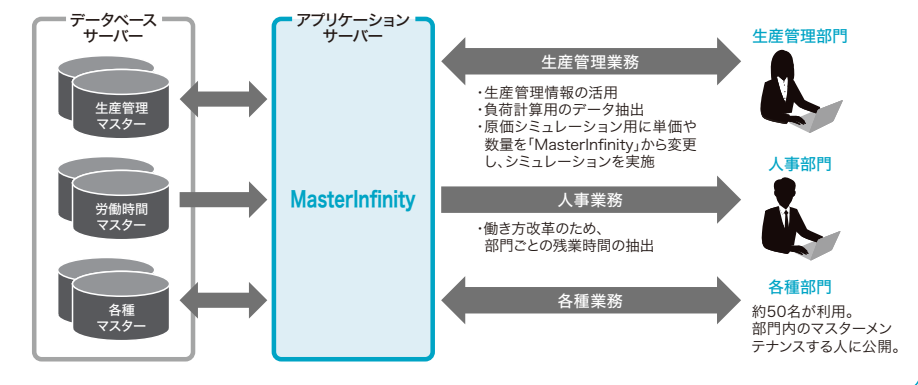 データベース
サーバー
生産管理
マスター
労働時間
マスター
各種
マスター
アプリケーション
サーバー
MasterInfinity
生産管理業務
・生産管理情報の活用
・負荷計算用のデータ抽出
・原価シミュレーション用に単価や
数量を「MasterInfinity」から変更
し、シミュレーションを実施
人事業務
・働き方改革のため、
部門ごとの残業時間の抽出
各種業務
生産管理部門
人事部門
各種部門
約50名が利用。
部門内のマスターメン
テナンスする人に公開。